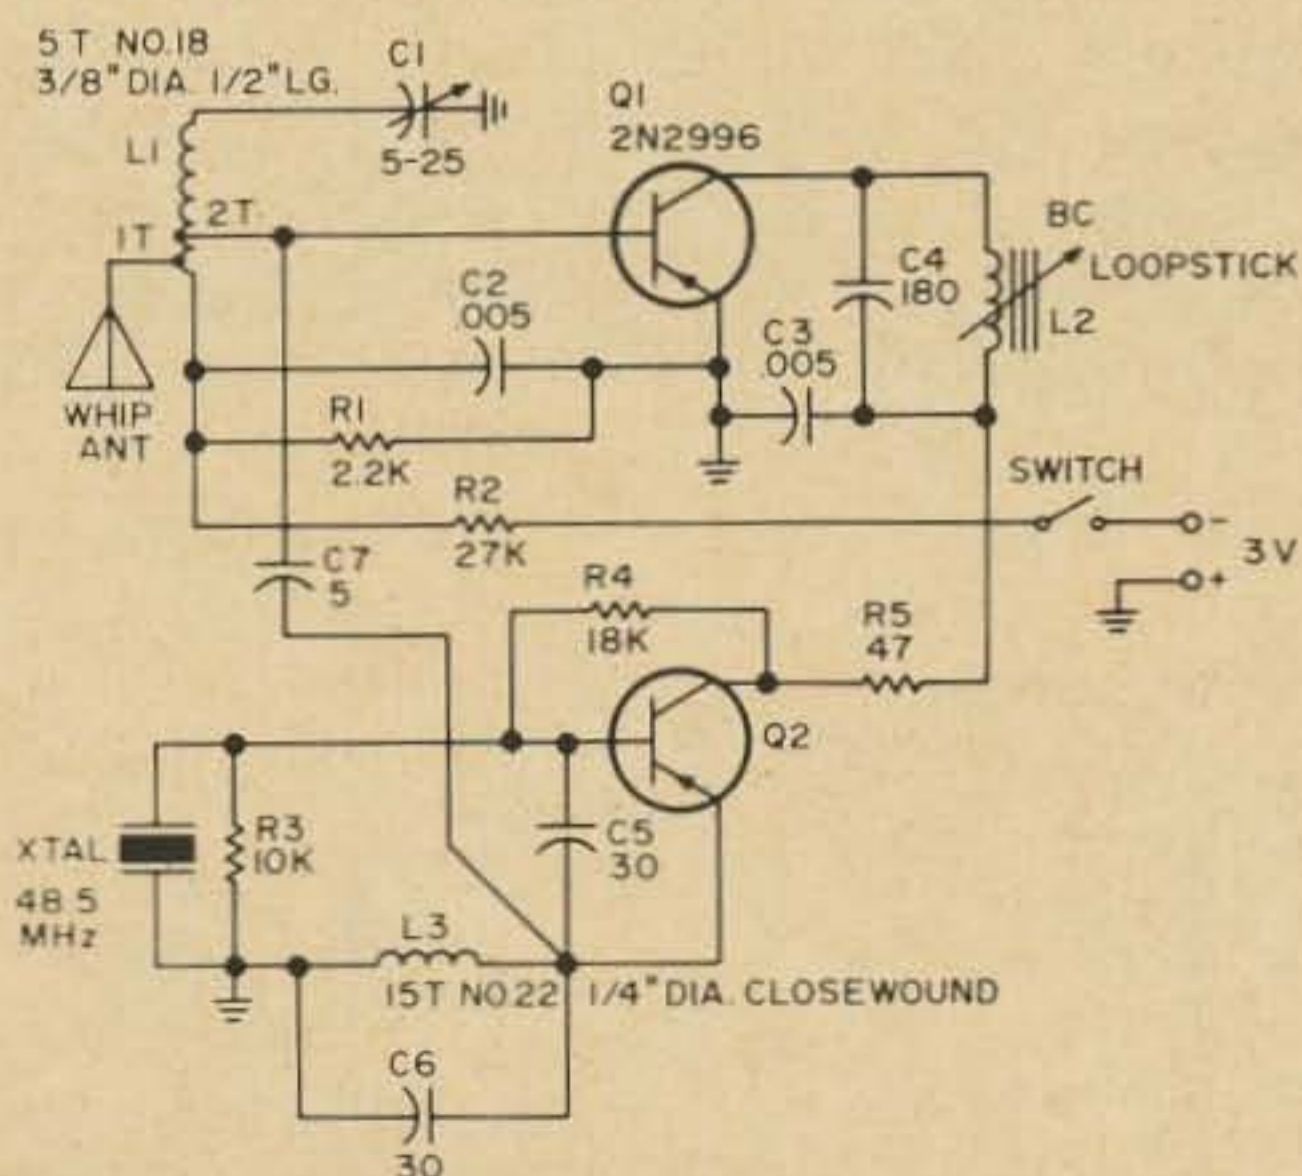 5 T NO.18
3/8" DIA 1/2" LG.
C1
5-25
L1
2T
1T
WHIP
ANT
Q1
2N2996
C2
.005
R1
2.2K
R2
27K
C3
.005
C4
180
BC
LOOPSTICK
L2
SWITCH
-
3V
+
C7
5
R4
18K
R5
47
Q2
XTAL
48.5
MHz
R3
10K
C5
30
L3
15T NO.22 1/4" DIA. CLOSEWOUND
C6
30